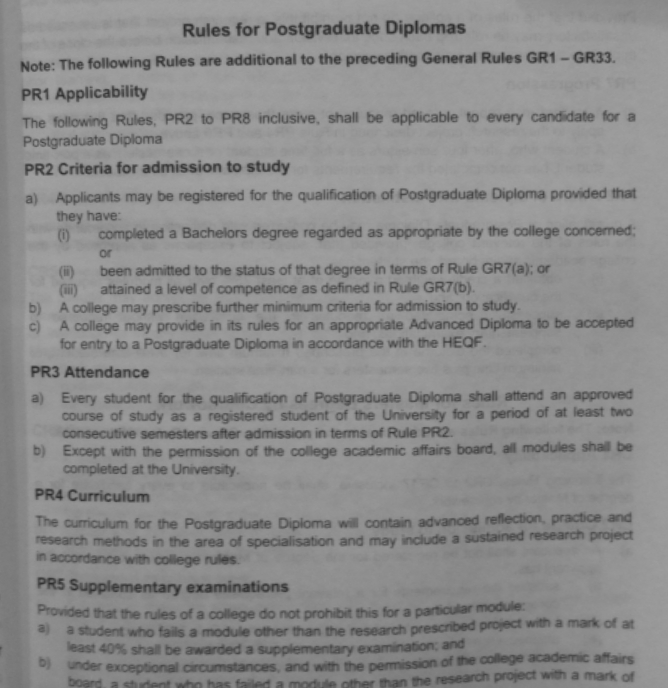 Rules for Postgraduate Diplomas
Note: The following Rules are additional to the preceding General Rules GR1 – GR33.
PR1 Applicability
The following Rules, PR2 to PR8 inclusive, shall be applicable to every candidate for a
Postgraduate Diploma
PR2 Criteria for admission to study
a) Applicants may be registered for the qualification of Postgraduate Diploma provided that
they have:
(i) completed a Bachelors degree regarded as appropriate by the college concerned;
or
(ii) been admitted to the status of that degree in terms of Rule GR7(a); or
(iii) attained a level of competence as defined in Rule GR7(b).
b) A college may prescribe further minimum criteria for admission to study.
c) A college may provide in its rules for an appropriate Advanced Diploma to be accepted
for entry to a Postgraduate Diploma in accordance with the HEQF.
PR3 Attendance
a) Every student for the qualification of Postgraduate Diploma shall attend an approved
course of study as a registered student of the University for a period of at least two
consecutive semesters after admission in terms of Rule PR2.
b) Except with the permission of the college academic affairs board, all modules shall be
completed at the University.
PR4 Curriculum
The curriculum for the Postgraduate Diploma will contain advanced reflection, practice and
research methods in the area of specialisation and may include a sustained research project
in accordance with college rules.
PR5 Supplementary examinations
Provided that the rules of a college do not prohibit this for a particular module:
a) a student who fails a module other than the research prescribed project with a mark of at
least 40% shall be awarded a supplementary examination; and
b) under exceptional circumstances, and with the permission of the college academic affairs
board, a student who has failed a module other than the research project with a mark of